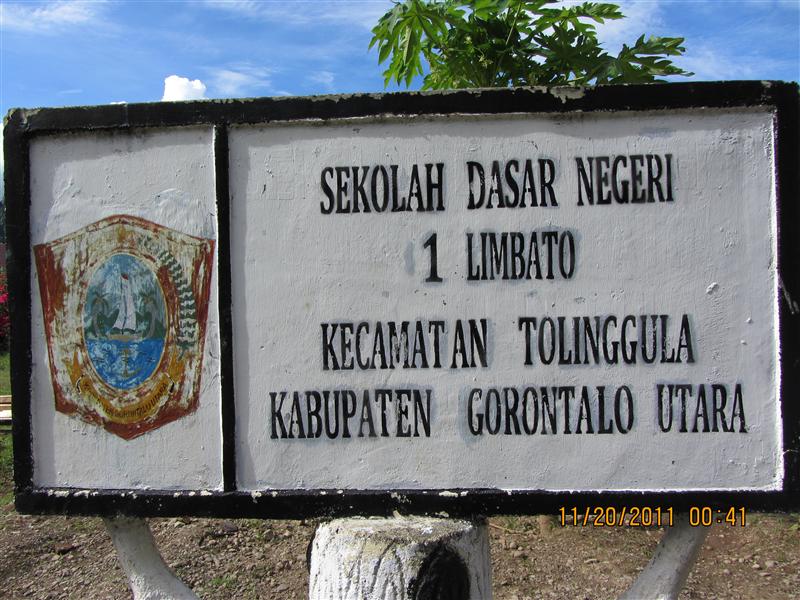 SEKOLAH DASAR NEGERI
1 LIMBATO
KECAMATAN TOLINGGULA
KABUPATEN GORONTALO UTARA
11/20/2011 00:41